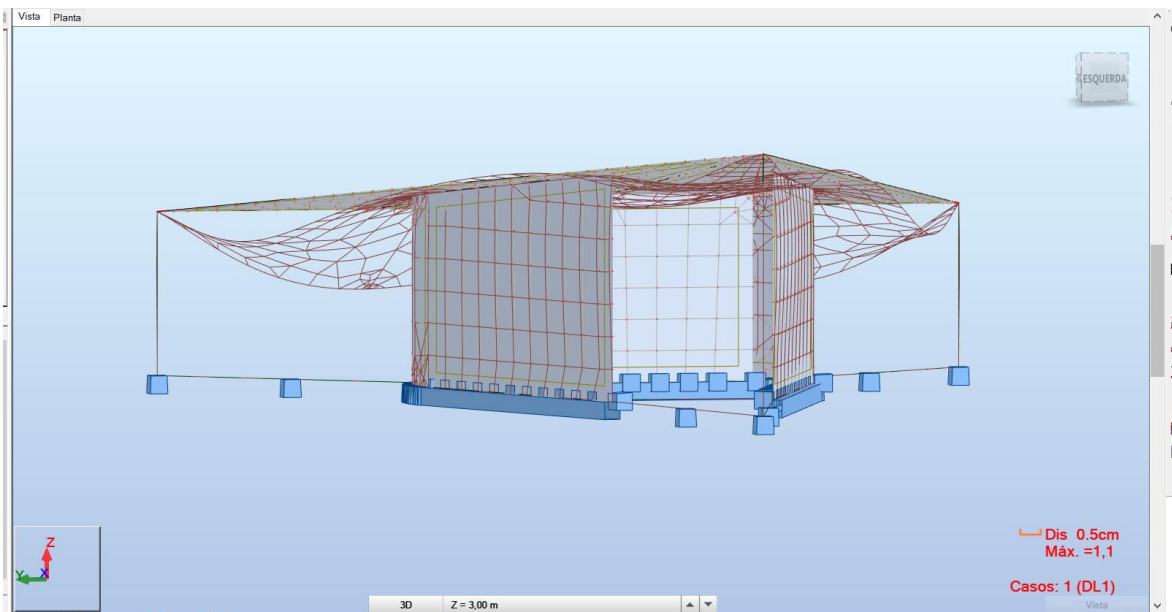 Vista Planta
ESQUERDA
Z
Y X
Dis 0.5cm
Máx. =1,1
Casos: 1 (DL1)
3D Z = 3,00 m
Vista